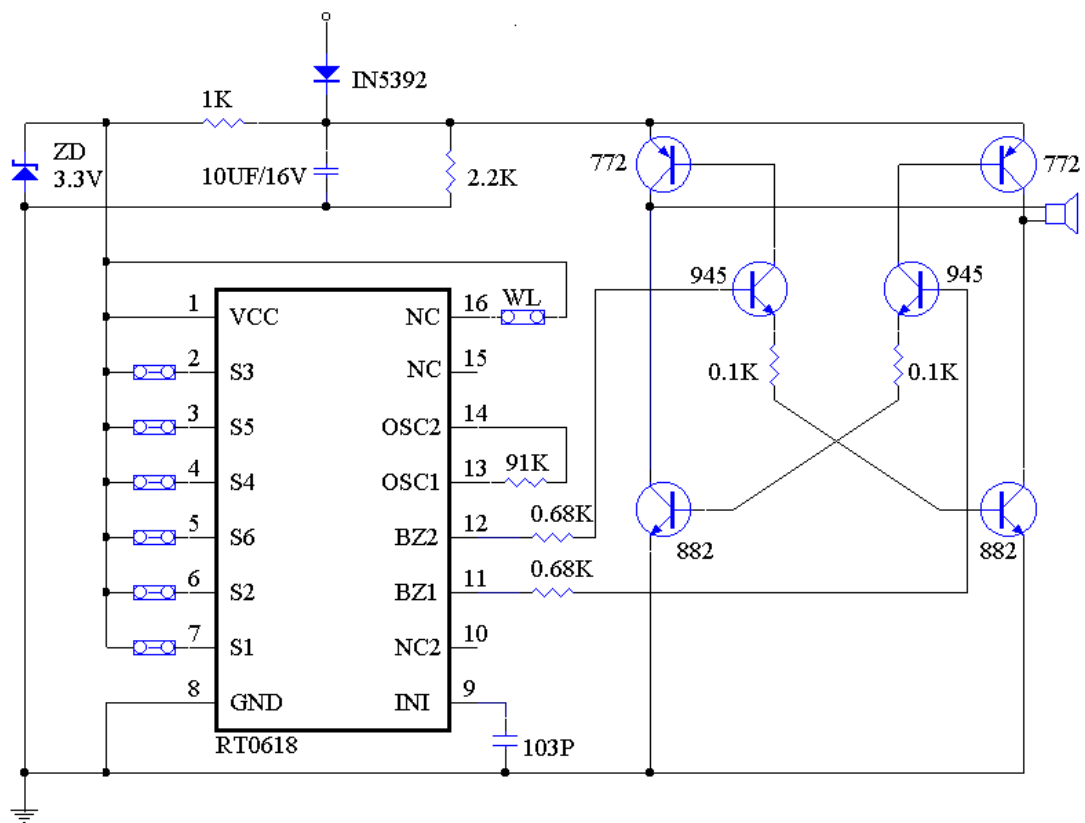 IN5392
1K
ZD
3.3V
10UF/16V
2.2K
772
772
945
945
1 VCC NC 16 WL
2 S3 NC 15
3 S5 OSC2 14
4 S4 OSC1 13 91K
5 S6 BZ2 12 0.68K
6 S2 BZ1 11 0.68K
7 S1 NC2 10
8 GND INI 9
RT0618
103P
0.1K
0.1K
882
882